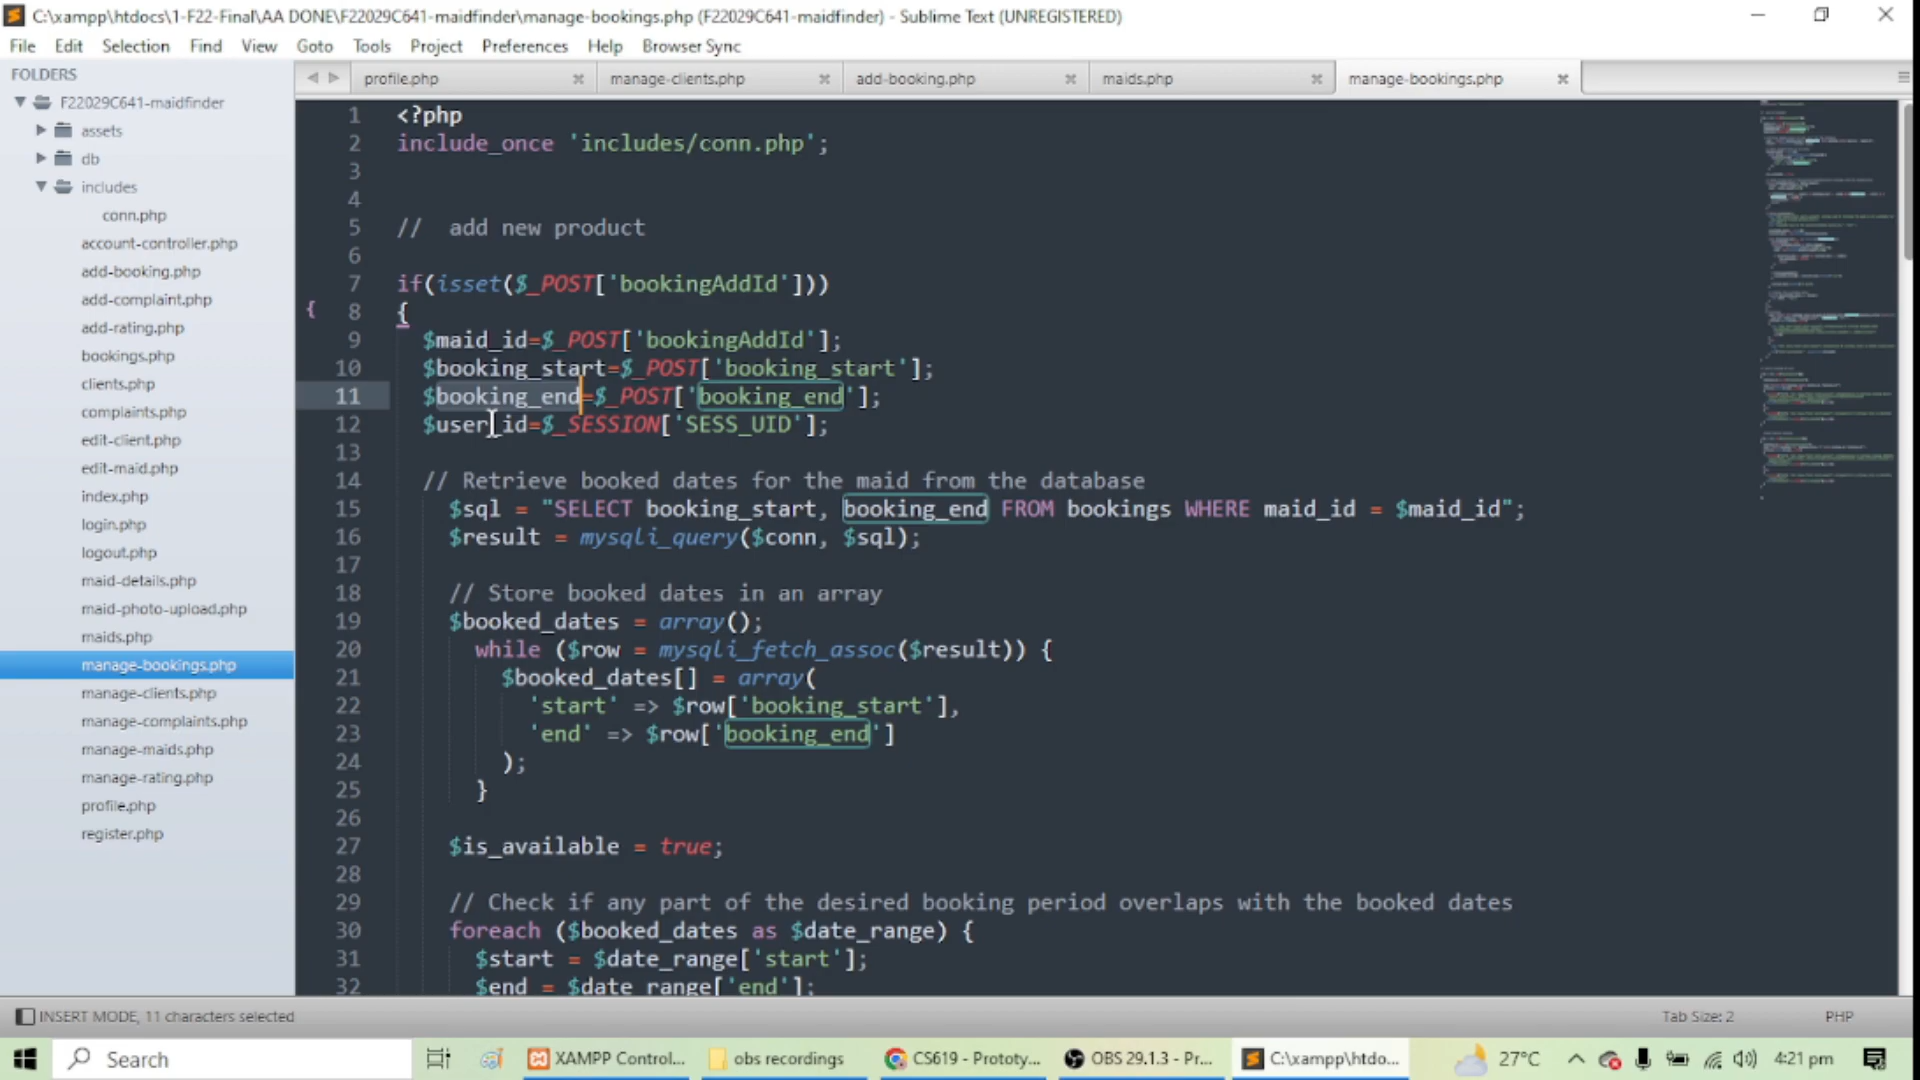 C:\xampp\htdocs\1-F22-Final\AA DONE\F22029C641-maidfinder\manage-bookings.php (F22029C641-maidfinder) - Sublime Text (UNREGISTERED)
File Edit Selection Find View Goto Tools Project Preferences Help Browser Sync
FOLDERS
F22029C641-maidfinder
assets
db
includes
conn.php
account-controller.php
add-booking.php
add-complaint.php
add-rating.php
bookings.php
clients.php
complaints.php
edit-client.php
edit-maid.php
index.php
login.php
logout.php
maid-details.php
maid-photo-upload.php
maids.php
manage-bookings.php
manage-clients.php
manage-complaints.php
manage-maids.php
manage-rating.php
profile.php
register.php
profile.php manage-clients.php add-booking.php maids.php manage-bookings.php
1 <?php
2 include_once 'includes/conn.php';
3
4
5 //  add new product
6
7 if(isset($_POST['bookingAddId']))
{ 8 {
9 $maid_id=$_POST['bookingAddId'];
10 $booking_start=$_POST['booking_start'];
11 $booking_end=$_POST['booking_end'];
12 $user_id=$_SESSION['SESS_UID'];
13
14 // Retrieve booked dates for the maid from the database
15 $sql = "SELECT booking_start, booking_end FROM bookings WHERE maid_id = $maid_id";
16 $result = mysqli_query($conn, $sql);
17
18 // Store booked dates in an array
19 $booked_dates = array();
20 while ($row = mysqli_fetch_assoc($result)) {
21 $booked_dates[] = array(
22 'start' => $row['booking_start'],
23 'end' => $row['booking_end']
24 );
25 }
26
27 $is_available = true;
28
29 // Check if any part of the desired booking period overlaps with the booked dates
30 foreach ($booked_dates as $date_range) {
31 $start = $date_range['start'];
32 $end = $date_range['end'];
INSERT MODE, 11 characters selected Tab Size: 2 PHP
Search XAMPP Control... obs recordings CS619 - Prototy... OBS 29.1.3 - Pr... C:\xampp\htdo... 27°C 4:21 pm